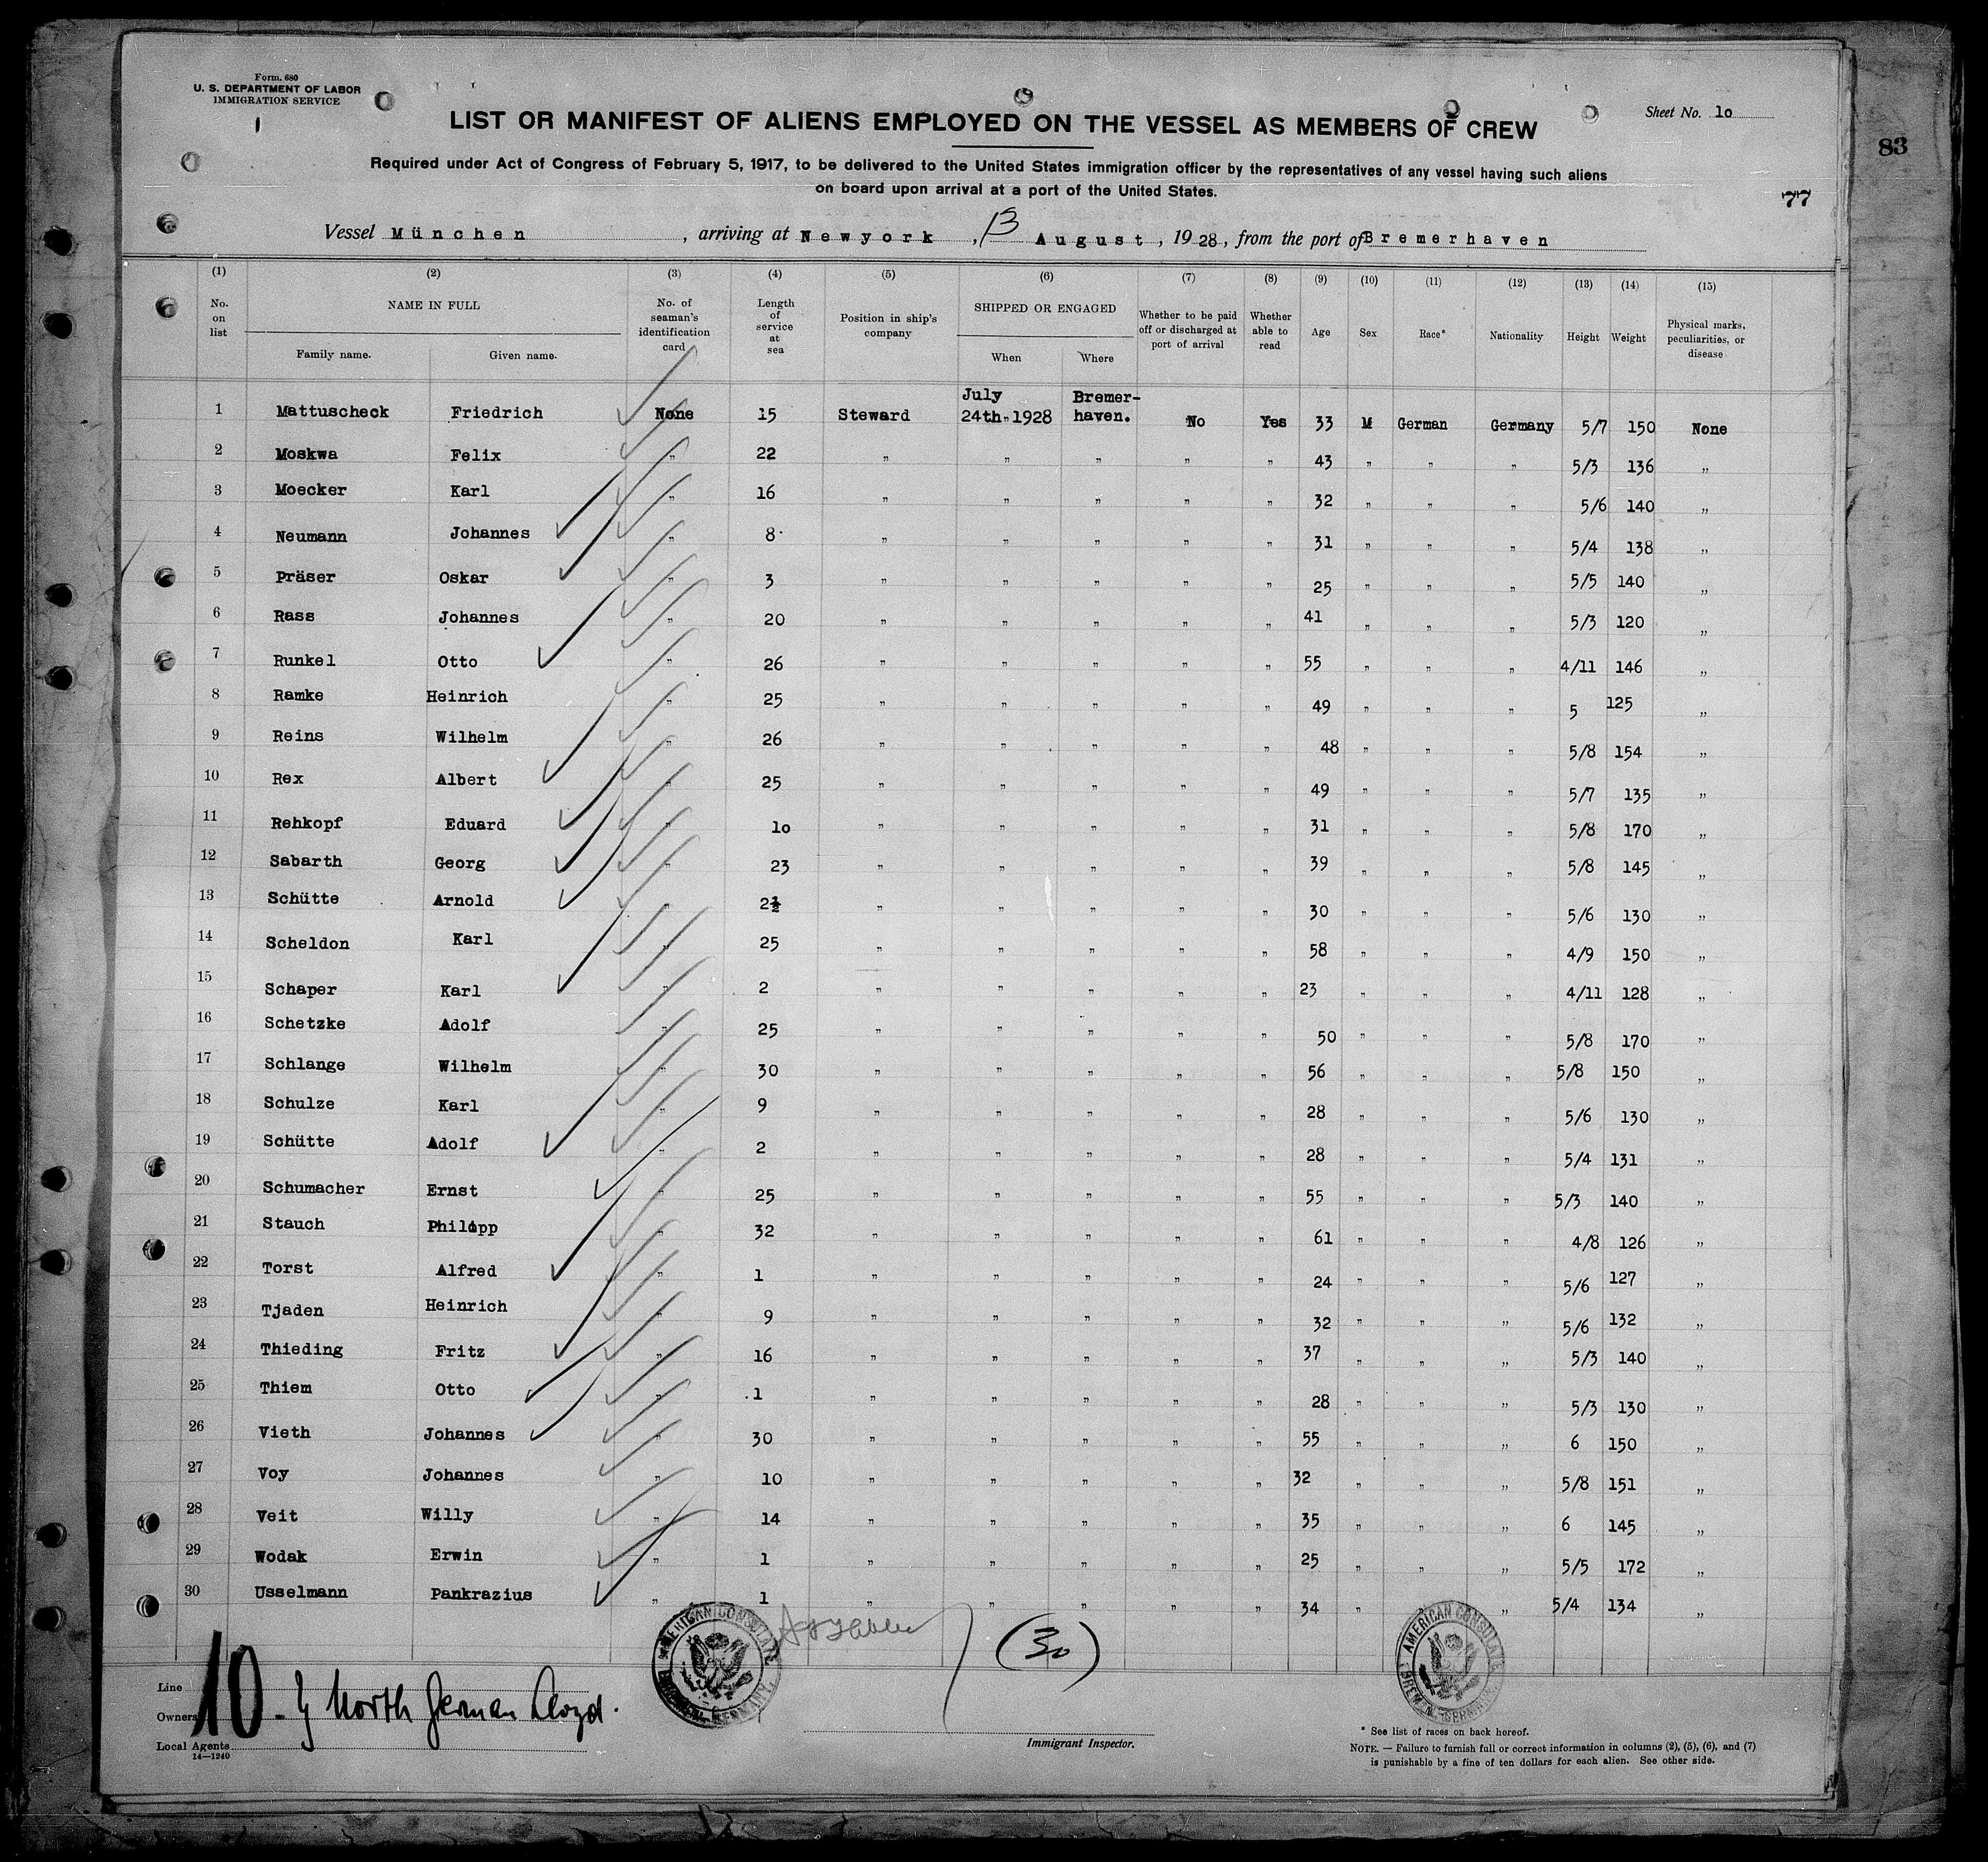 Form. 680
U. S. DEPARTMENT OF LABOR
IMMIGRATION SERVICE
1
Sheet No. 1o
83
LIST OR MANIFEST OF ALIENS EMPLOYED ON THE VESSEL AS MEMBERS OF CREW
Required under Act of Congress of February 5, 1917, to be delivered to the United States immigration officer by the representatives of any vessel having such aliens
on board upon arrival at a port of the United States.
77
Vessel München, arriving at Newyork, 13 August, 1928, from the port of Bremerhaven
(1) (2) (3) (4) (5) (6) (7) (8) (9) (10) (11) (12) (13) (14) (15)
No. on list NAME IN FULL Family name. Given name. No. of seaman's identification card Length of service at sea Position in ship's company SHIPPED OR ENGAGED When Where Whether to be paid off or discharged at port of arrival Whether able to read Age Sex Race* Nationality Height Weight Physical marks, peculiarities, or disease
1 Mattuscheck Friedrich None 15 Steward July 24th 1928 Bremer-haven. No Yes 33 M German Germany 5/7 150 None
2 Moskwa Felix " 22 " " " " " 43 " " " 5/3 136 "
3 Moecker Karl " 16 " " " " " 32 " " " 5/6 140 "
4 Neumann Johannes " 8 " " " " " 31 " " " 5/4 138 "
5 Präser Oskar " 3 " " " " " 25 " " " 5/5 140 "
6 Rass Johannes " 20 " " " " " 41 " " " 5/3 120 "
7 Runkel Otto " 26 " " " " " 55 " " " 4/11 146 "
8 Ramke Heinrich " 25 " " " " " 49 " " " 5 125 "
9 Reins Wilhelm " 26 " " " " " 48 " " " 5/8 154 "
10 Rex Albert " 25 " " " " " 49 " " " 5/7 135 "
11 Rehkopf Eduard " 1o " " " " " 31 " " " 5/8 170 "
12 Sabarth Georg " 23 " " " " " 39 " " " 5/8 145 "
13 Schütte Arnold " 2½ " " " " " 30 " " " 5/6 130 "
14 Scheldon Karl " 25 " " " " " 58 " " " 4/9 150 "
15 Schaper Karl " 2 " " " " " 23 " " " 4/11 128 "
16 Schetzke Adolf " 25 " " " " " 50 " " " 5/8 170 "
17 Schlange Wilhelm " 30 " " " " " 56 " " " 5/8 150 "
18 Schulze Karl " 9 " " " " " 28 " " " 5/6 130 "
19 Schütte Adolf " 2 " " " " " 28 " " " 5/4 131 "
20 Schumacher Ernst " 25 " " " " " 55 " " " 5/3 140 "
21 Stauch Philipp " 32 " " " " " 61 " " " 4/8 126 "
22 Torst Alfred " 1 " " " " " 24 " " " 5/6 127 "
23 Tjaden Heinrich " 9 " " " " " 32 " " " 5/6 132 "
24 Thieding Fritz " 16 " " " " " 37 " " " 5/3 140 "
25 Thiem Otto " 1 " " " " " 28 " " " 5/3 130 "
26 Vieth Johannes " 30 " " " " " 55 " " " 6 150 "
27 Voy Johannes " 10 " " " " " 32 " " " 5/8 151 "
28 Veit Willy " 14 " " " " " 35 " " " 6 145 "
29 Wodak Erwin " 1 " " " " " 25 " " " 5/5 172 "
30 Usselmann Pankrazius " 1 " " " " " 34 " " " 5/4 134 "
AMERICAN CONSULATE BREMEN, GERMANY.
(30)
AMERICAN CONSULATE BREMEN, GERMANY.
Line
Owners
10 North German Lloyd.
Local Agents
14—1240
Immigrant Inspector.
* See list of races on back hereof.
NOTE. — Failure to furnish full or correct information in columns (2), (5), (6), and (7)
is punishable by a fine of ten dollars for each alien. See other side.